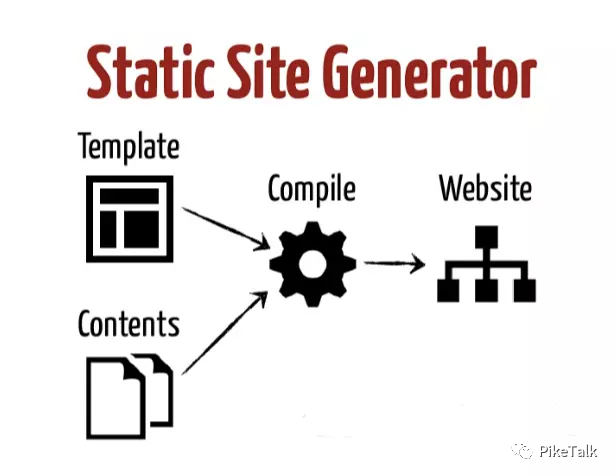 Static Site Generator
Template
Compile
Website
Contents
PikeTalk